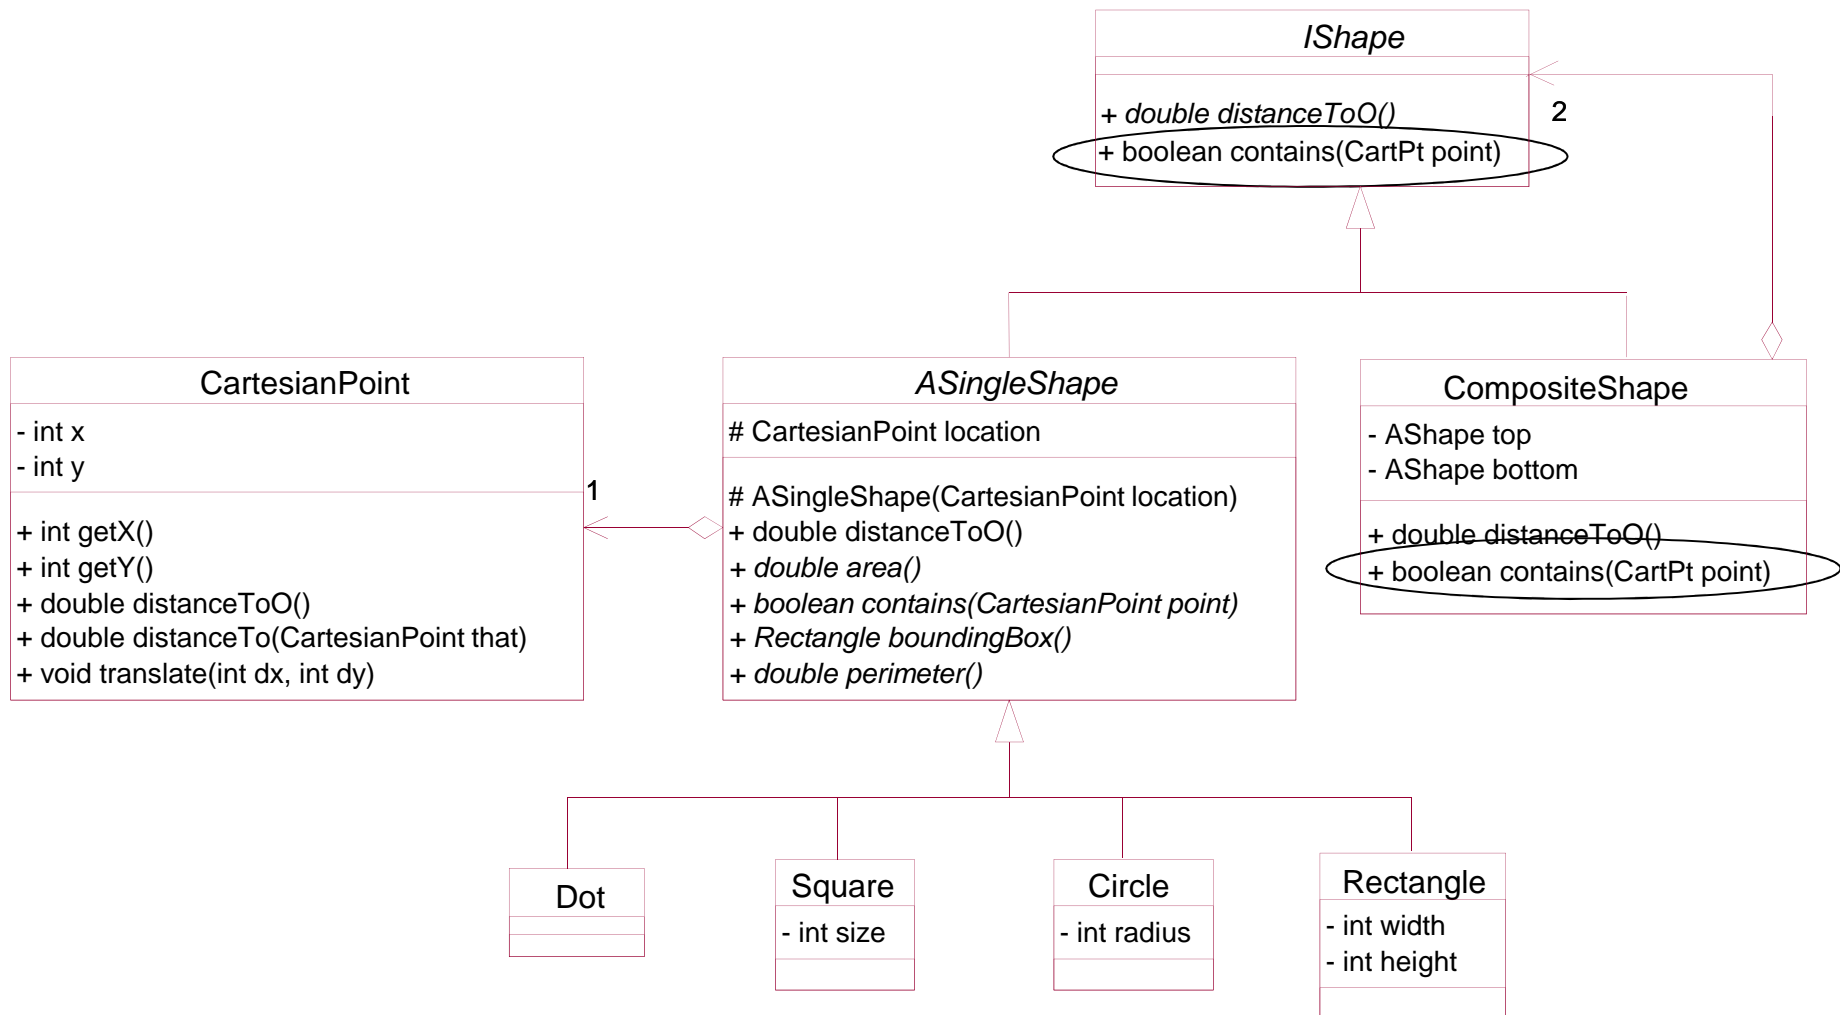 IShape
+ double distanceToO()
+ boolean contains(CartPt point)
2
CartesianPoint
- int x
- int y
+ int getX()
+ int getY()
+ double distanceToO()
+ double distanceTo(CartesianPoint that)
+ void translate(int dx, int dy)
1
ASingleShape
# CartesianPoint location
# ASingleShape(CartesianPoint location)
+ double distanceToO()
+ double area()
+ boolean contains(CartesianPoint point)
+ Rectangle boundingBox()
+ double perimeter()
CompositeShape
- AShape top
- AShape bottom
+ double distanceToO()
+ boolean contains(CartPt point)
Dot
Square
- int size
Circle
- int radius
Rectangle
- int width
- int height